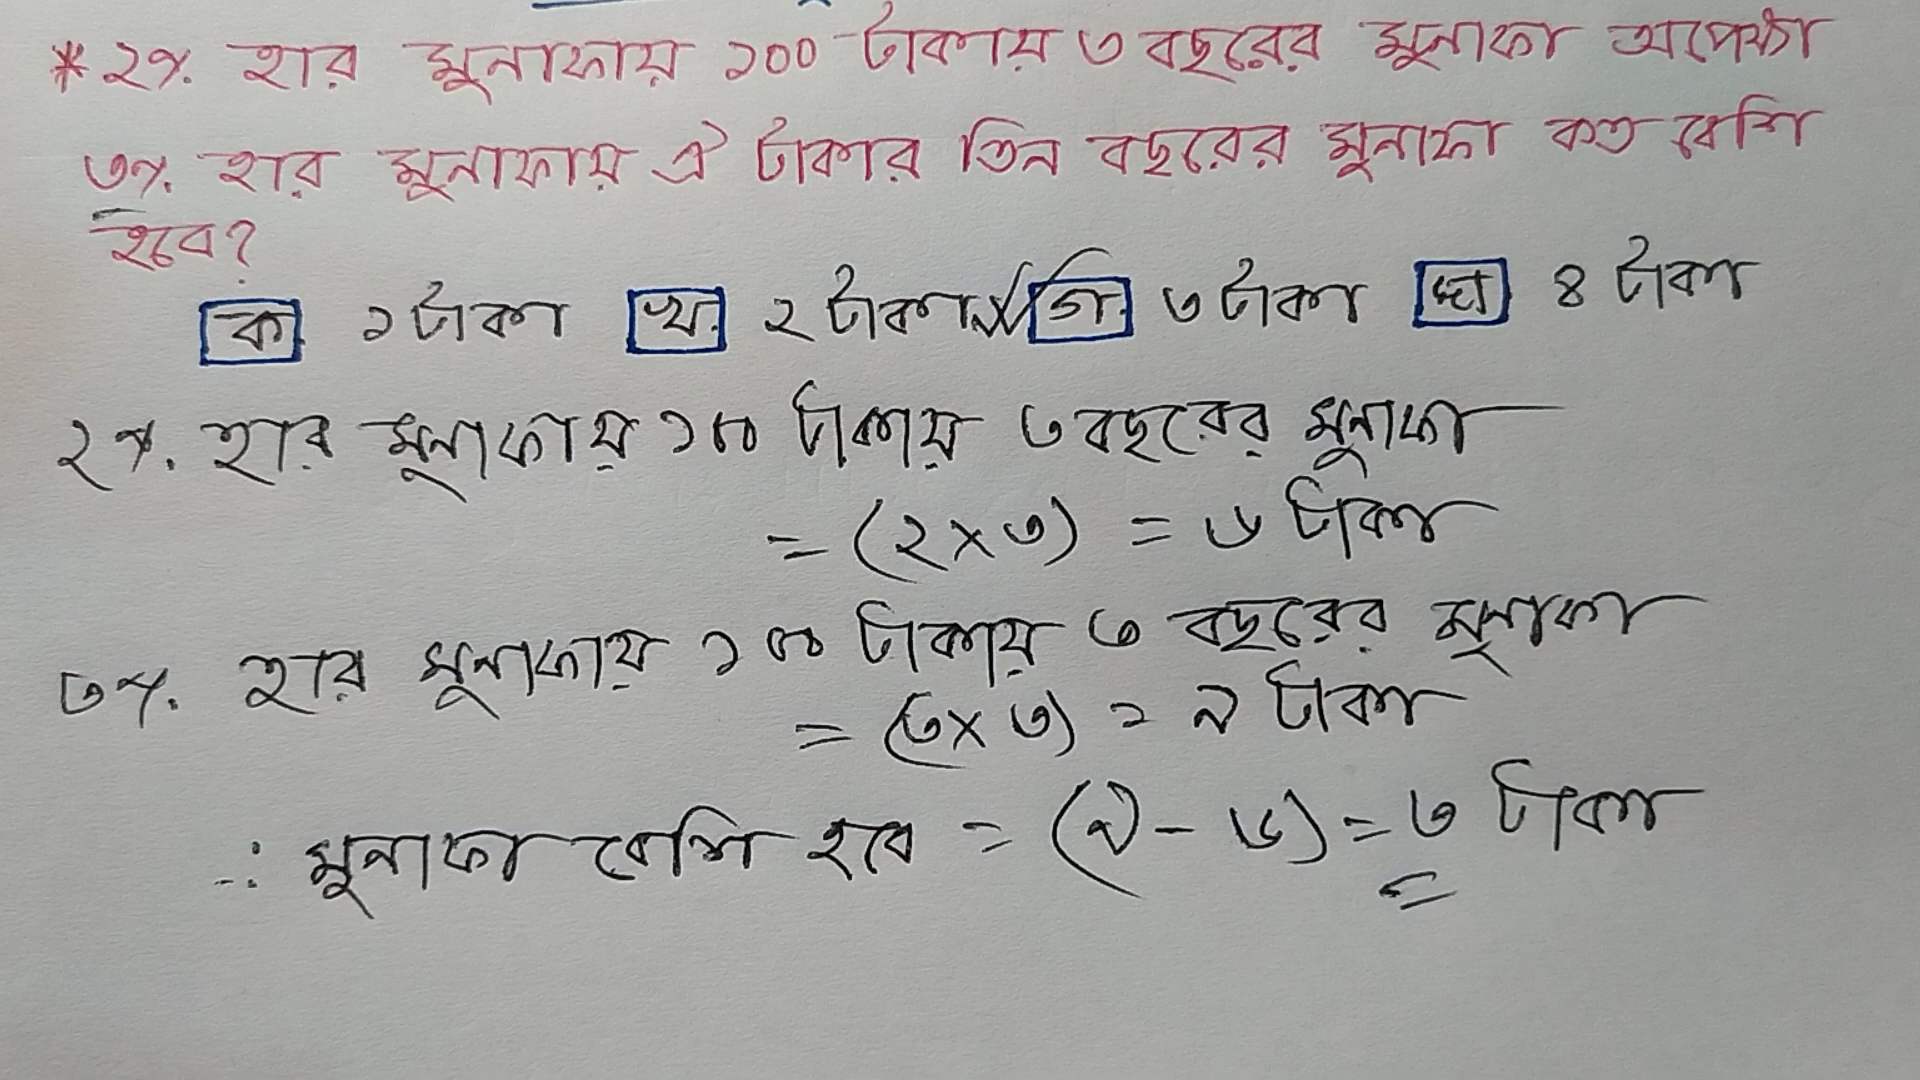 * ২%. হার মুনাফায় ১০০ টাকায় ৩ বছরের মুনাফা অপেক্ষা
৩%. হার মুনাফায় ঐ টাকার তিন বছরের মুনাফা কত বেশি
হবে?
ক ১ টাকা খ. ২ টাকা গ. ৩ টাকা ঘ ৪ টাকা
২%. হার মুনাফায় ১০০ টাকায় ৩ বছরের মুনাফা
= (২×৩) = ৬ টাকা
৩%. হার মুনাফায় ১০০ টাকায় ৩ বছরের মুনাফা
= (৩×৩) = ৯ টাকা
∴ মুনাফা বেশি হবে = (৯ - ৬) = ৩ টাকা